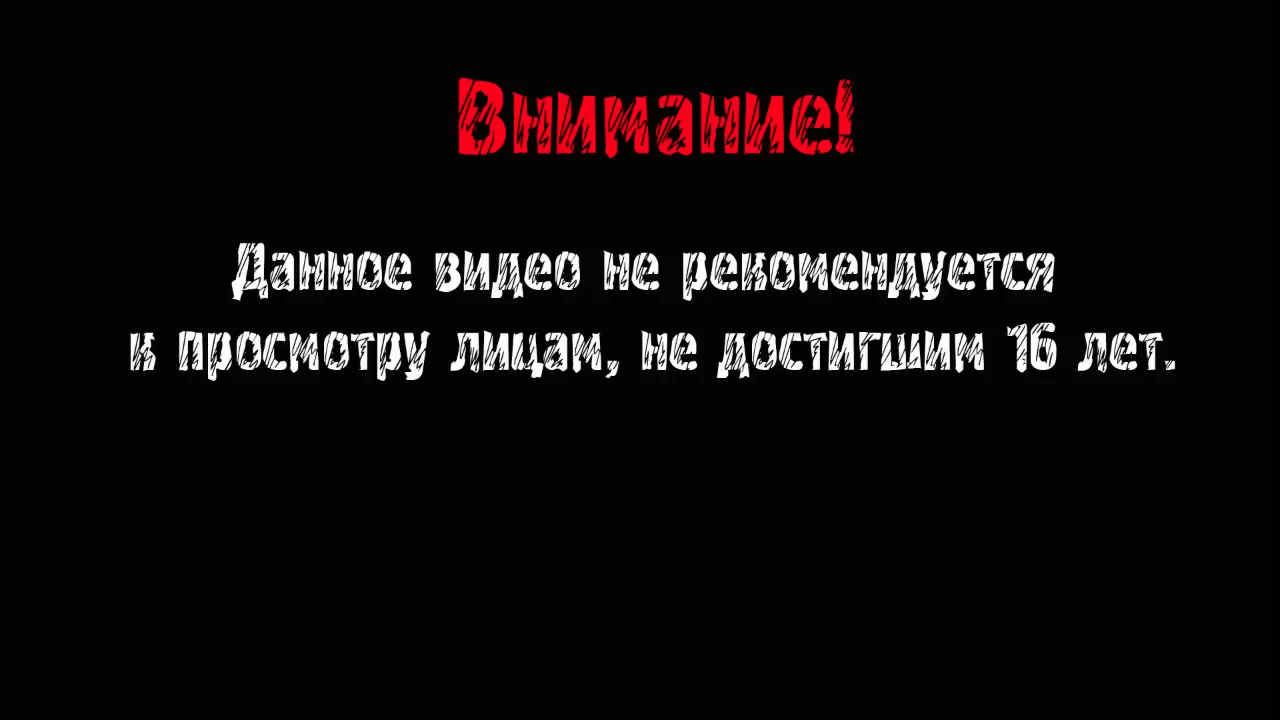 Внимание!
Данное видео не рекомендуется
к просмотру лицам, не достигшим 16 лет.